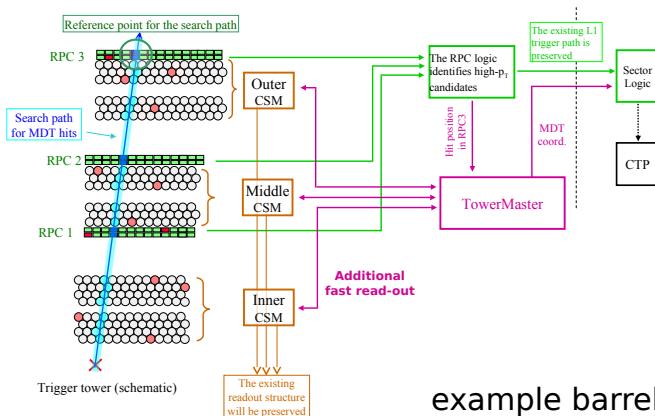 Reference point for the search path
RPC 3
Outer
CSM
The RPC logic
identifies high-pT
candidates
The existing L1
trigger path is
preserved
Sector
Logic
Search path
for MDT hits
Hit position
in RPC3
MDT
coord.
CTP
RPC 2
Middle
CSM
TowerMaster
RPC 1
Additional
fast read-out
Inner
CSM
Trigger tower (schematic)
The existing
readout structure
will be preserved
example barrel